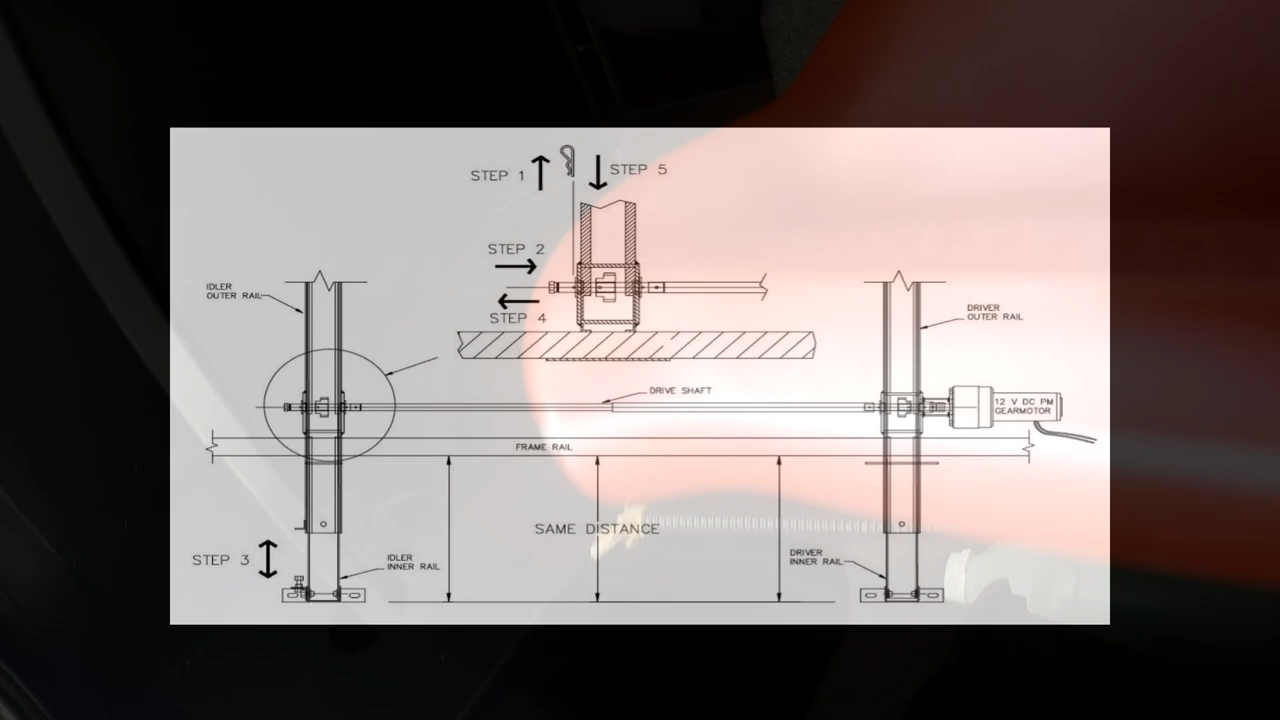 STEP 1
STEP 5
STEP 2
STEP 4
IDLER
OUTER RAIL
DRIVER
OUTER RAIL
DRIVE SHAFT
12 V DC PM
GEARMOTOR
FRAME RAIL
SAME DISTANCE
STEP 3
IDLER
INNER RAIL
DRIVER
INNER RAIL